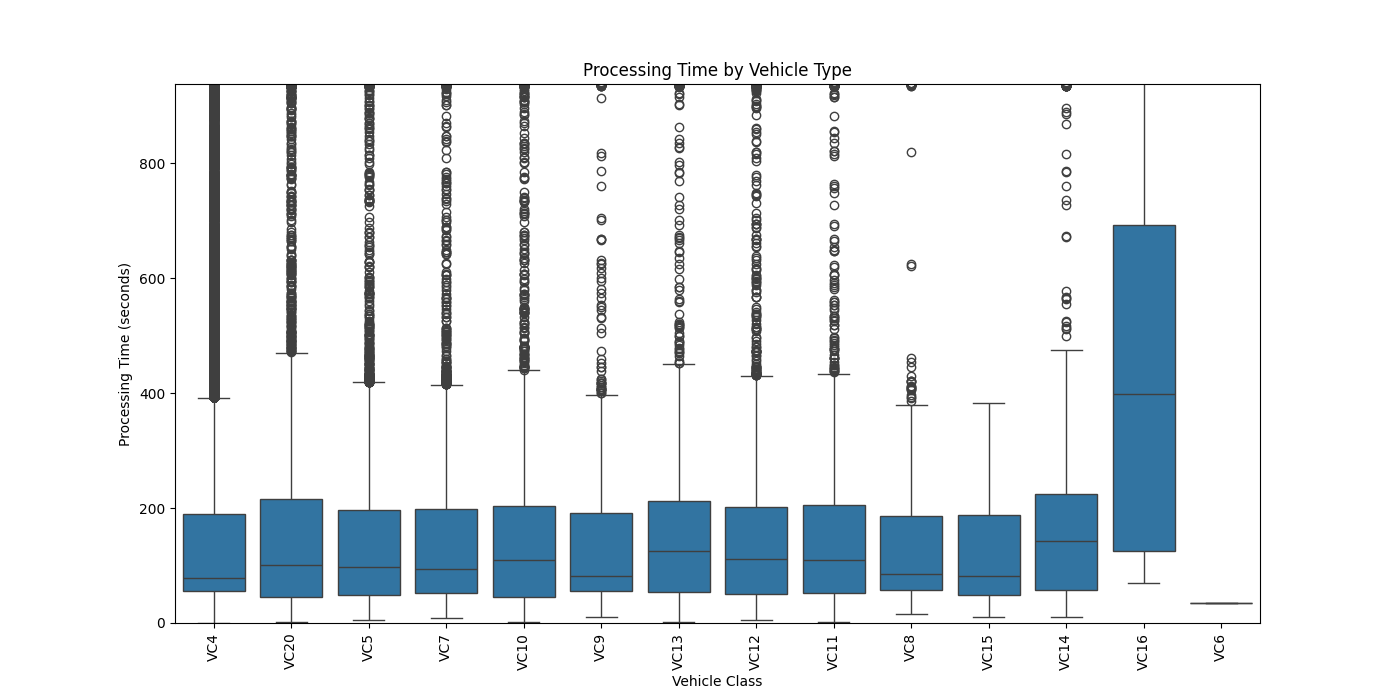 Processing Time by Vehicle Type
Processing Time (seconds)
800
600
400
200
0
VC4
VC20
VC5
VC7
VC10
VC9
VC13
VC12
VC11
VC8
VC15
VC14
VC16
VC6
Vehicle Class